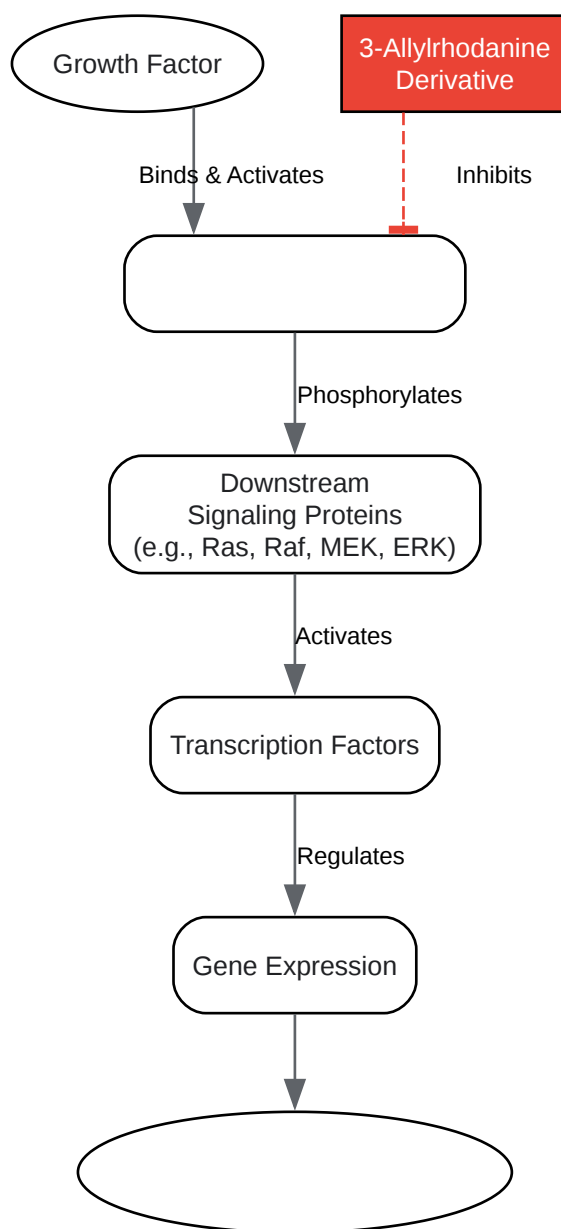 Growth Factor
3-Allylrhodanine
Derivative
Binds & Activates
Inhibits
Phosphorylates
Downstream
Signaling Proteins
(e.g., Ras, Raf, MEK, ERK)
Activates
Transcription Factors
Regulates
Gene Expression